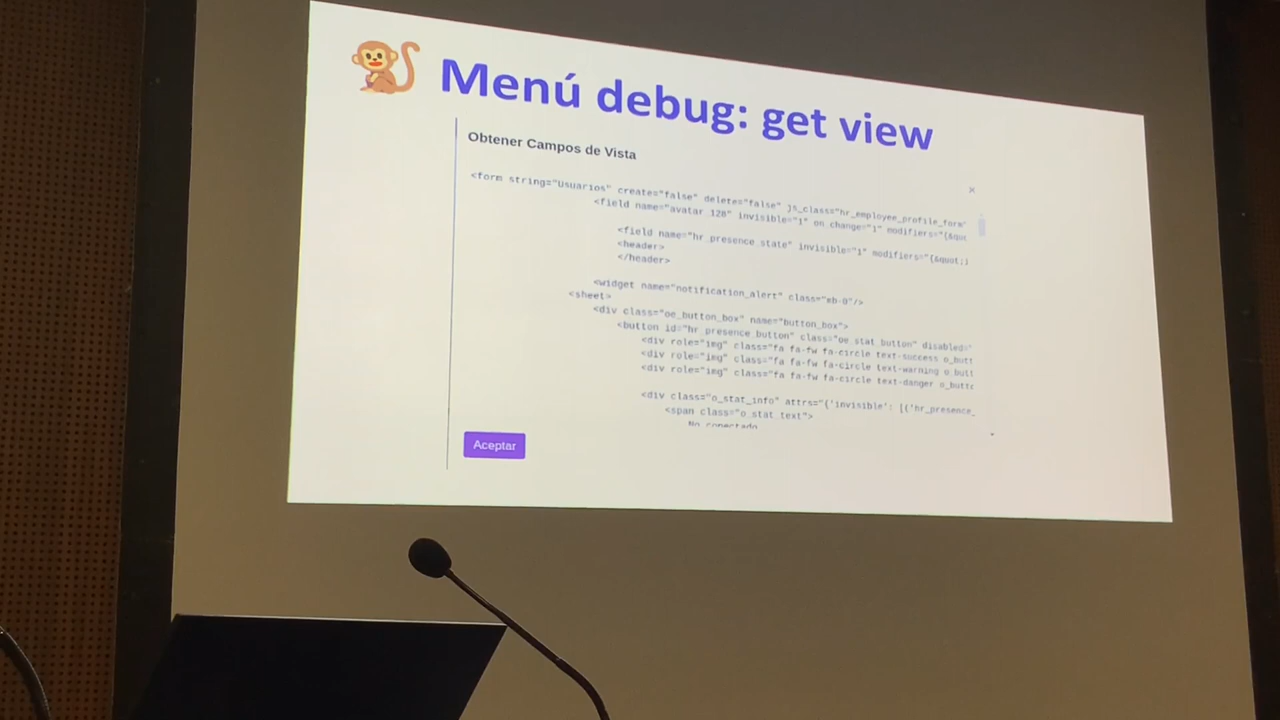 Menú debug: get view
Obtener Campos de Vista
×
<form string="Usuarios" create="false" delete="false" js_class="hr_employee_profile_form"
<field name="avatar_128" invisible="1" on_change="1" modifiers="{&quot
<field name="hr_presence_state" invisible="1" modifiers="{&quot;i
<header>
</header>
<widget name="notification_alert" class="mb-0"/>
<sheet>
<div class="oe_button_box" name="button_box">
<button id="hr_presence_button" class="oe_stat_button" disabled="
<div role="img" class="fa fa-fw fa-circle text-success o_butt
<div role="img" class="fa fa-fw fa-circle text-warning o_butt
<div role="img" class="fa fa-fw fa-circle text-danger o_butto
<div class="o_stat_info" attrs="{'invisible': [('hr_presence_
<span class="o_stat_text">
No conectado
Aceptar